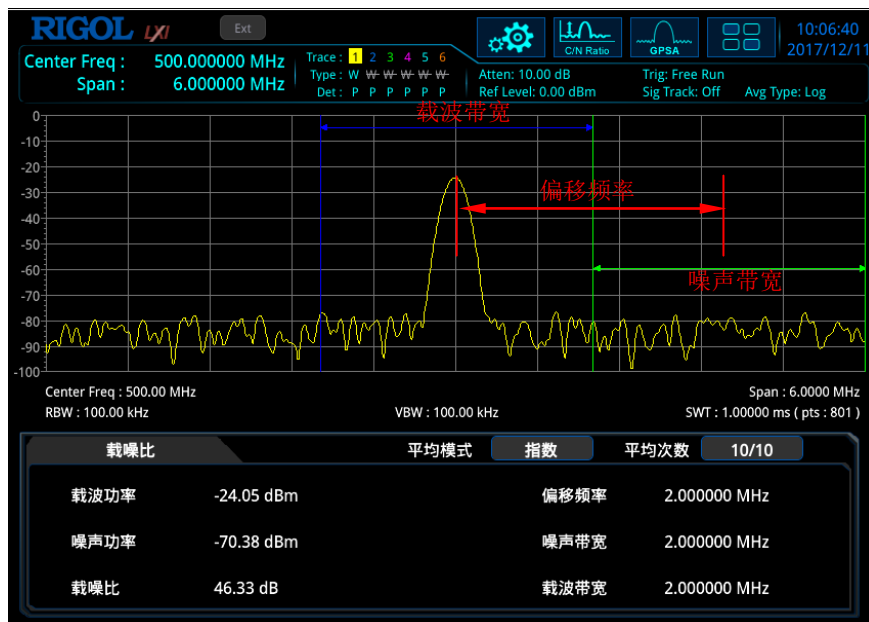 RIGOL LXI Ext C/N Ratio GPSA 10:06:40
2017/12/11
Center Freq : 500.000000 MHz
Span : 6.000000 MHz
Trace : 1 2 3 4 5 6
Type : W W W W W W
Det : P P P P P P
Atten: 10.00 dB
Ref Level: 0.00 dBm
Trig: Free Run
Sig Track: Off Avg Type: Log
载波带宽
0
-10
-20
-30
-40
-50
-60
-70
-80
-90
-100
偏移频率
噪声带宽
Center Freq : 500.00 MHz Span : 6.0000 MHz
RBW : 100.00 kHz VBW : 100.00 kHz SWT : 1.00000 ms ( pts : 801 )
载噪比 平均模式 指数 平均次数 10/10
载波功率 -24.05 dBm 偏移频率 2.000000 MHz
噪声功率 -70.38 dBm 噪声带宽 2.000000 MHz
载噪比 46.33 dB 载波带宽 2.000000 MHz